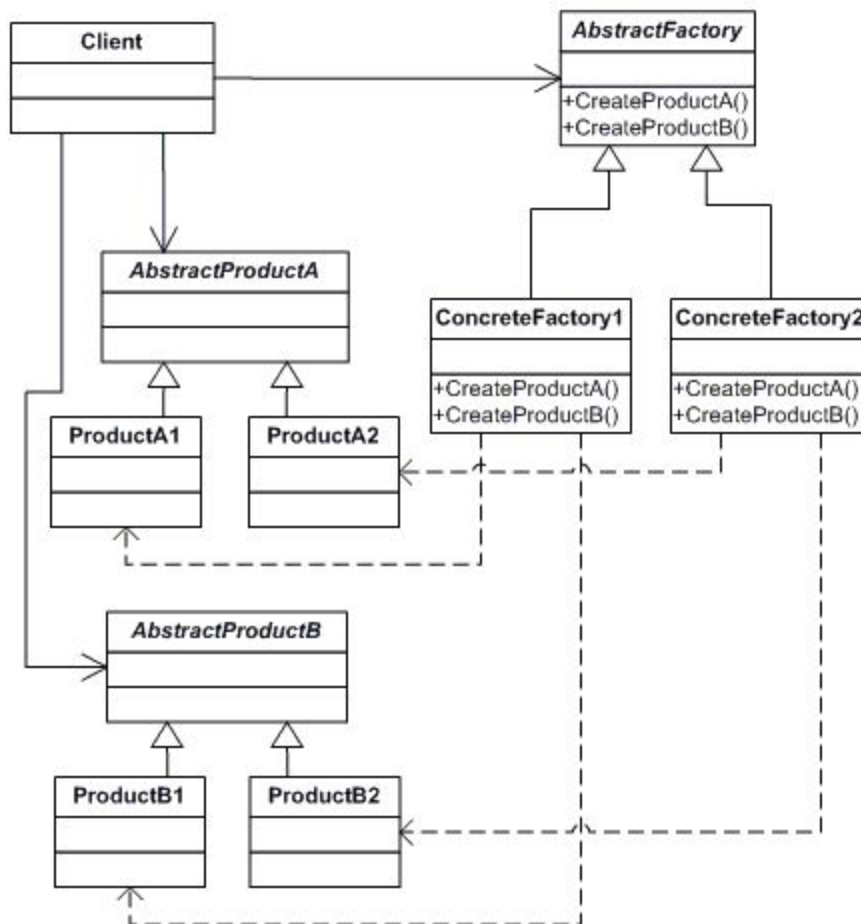 Client
AbstractFactory
+CreateProductA()
+CreateProductB()
AbstractProductA
ConcreteFactory1
+CreateProductA()
+CreateProductB()
ConcreteFactory2
+CreateProductA()
+CreateProductB()
ProductA1
ProductA2
AbstractProductB
ProductB1
ProductB2